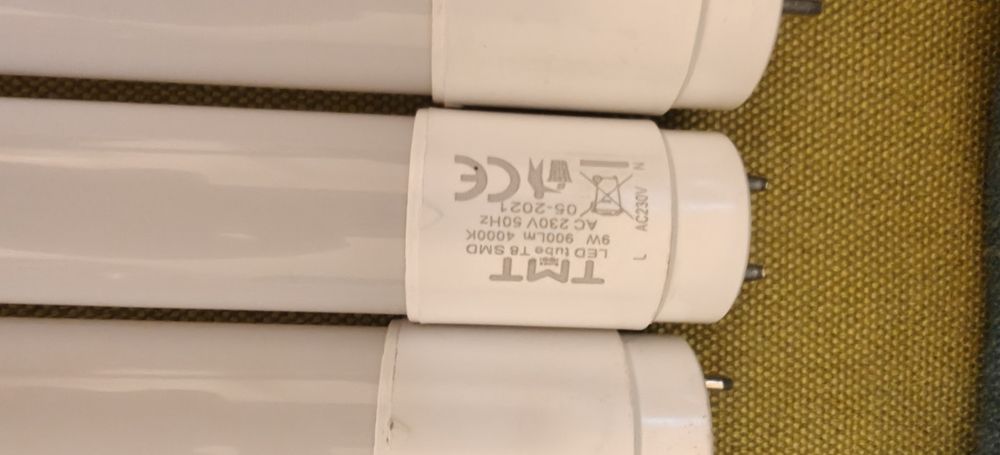 TMT
LED tube T8 SMD
9W 900Lm 4000K
AC 230V 50Hz
05-2021
CE
L AC230V N